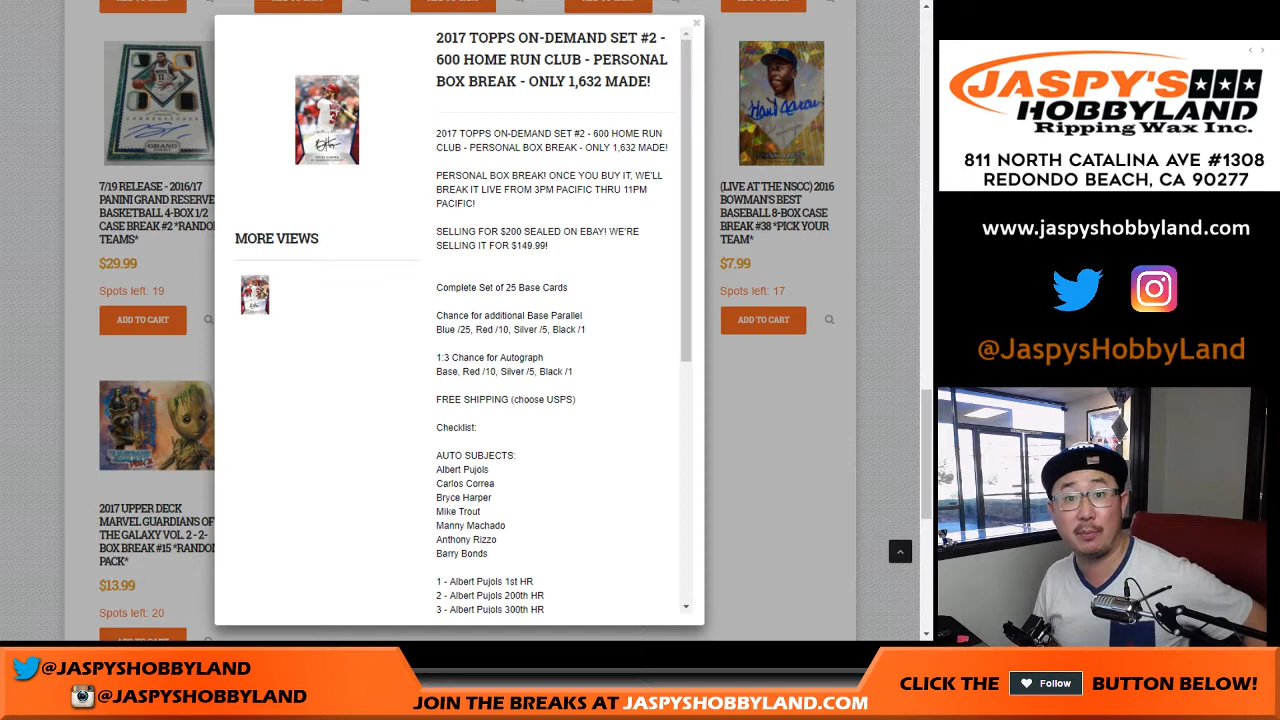 ADD TO CART
7/19 RELEASE - 2016/17
PANINI GRAND RESERVE
BASKETBALL 4-BOX 1/2
CASE BREAK #2 *RANDO
TEAMS*
$29.99
Spots left: 19
ADD TO CART
2017 UPPER DECK
MARVEL GUARDIANS OF
THE GALAXY VOL. 2 - 2-
BOX BREAK #15 *RANDOM
PACK*
$13.99
Spots left: 20
MORE VIEWS
2017 TOPPS ON-DEMAND SET #2 -
600 HOME RUN CLUB - PERSONAL
BOX BREAK - ONLY 1,632 MADE!
2017 TOPPS ON-DEMAND SET #2 - 600 HOME RUN
CLUB - PERSONAL BOX BREAK - ONLY 1,632 MADE!
PERSONAL BOX BREAK! ONCE YOU BUY IT, WE'LL
BREAK IT LIVE FROM 3PM PACIFIC THRU 11PM
PACIFIC!
SELLING FOR $200 SEALED ON EBAY! WE'RE
SELLING IT FOR $149.99!
Complete Set of 25 Base Cards
Chance for additional Base Parallel
Blue /25, Red /10, Silver /5, Black /1
1:3 Chance for Autograph
Base, Red /10, Silver /5, Black /1
FREE SHIPPING (choose USPS)
Checklist:
AUTO SUBJECTS:
Albert Pujols
Carlos Correa
Bryce Harper
Mike Trout
Manny Machado
Anthony Rizzo
Barry Bonds
1 - Albert Pujols 1st HR
2 - Albert Pujols 200th HR
3 - Albert Pujols 300th HR
(LIVE AT THE NSCC) 2016
BOWMAN'S BEST
BASEBALL 8-BOX CASE
BREAK #38 *PICK YOUR
TEAM*
$7.99
Spots left: 17
ADD TO CART
JASPY'S
HOBBYLAND
Ripping Wax Inc.
811 NORTH CATALINA AVE #1308
REDONDO BEACH, CA 90277
www.jaspyshobbyland.com
@JaspysHobbyLand
@JASPYSHOBBYLAND
@JASPYSHOBBYLAND
JOIN THE BREAKS AT JASPYSHOBBYLAND.COM
CLICK THE Follow BUTTON BELOW!